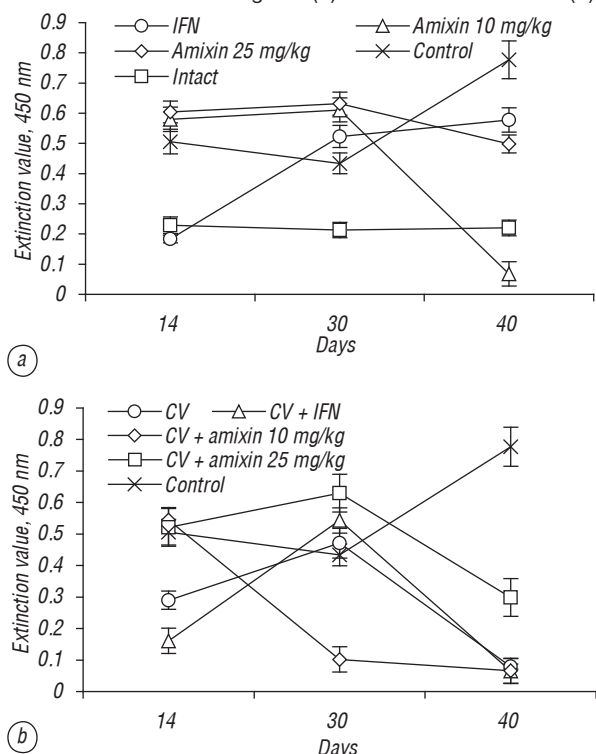 IFN Amixin 10 mg/kg
Amixin 25 mg/kg Control
Intact
Extinction value, 450 nm
0.9
0.8
0.7
0.6
0.5
0.4
0.3
0.2
0.1
0
14 30 40
Days
a
CV CV + IFN
CV + amixin 10 mg/kg
CV + amixin 25 mg/kg
Control
Extinction value, 450 nm
0.9
0.8
0.7
0.6
0.5
0.4
0.3
0.2
0.1
0
14 30 40
Days
b